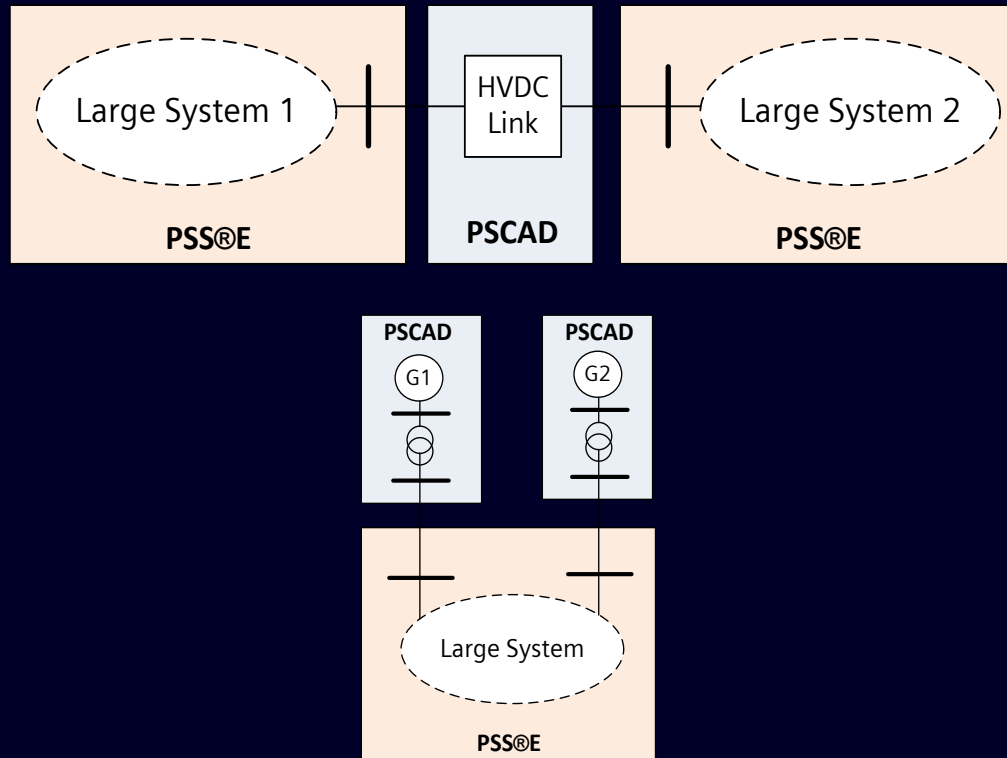 Large System 1
HVDC
Link
Large System 2
PSS®E
PSCAD
PSS®E
PSCAD
PSCAD
G1
G2
Large System
PSS®E